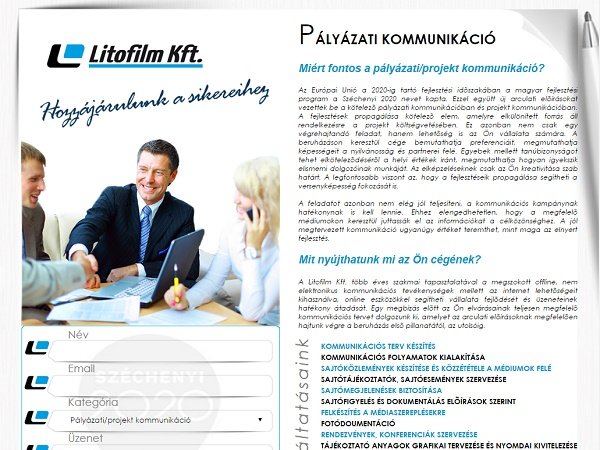 Litofilm Kft.
Hozzájárulunk a sikereihez
Név
Email
Kategória
SZÉCHENYI
2020
Pályázati/projekt kommunikáció
Üzenet
PÁLYÁZATI KOMMUNIKÁCIÓ
Miért fontos a pályázati/projekt kommunikáció?
Az Európai Unió a 2020-ig tartó fejlesztési időszakában a magyar fejlesztési
program a Széchenyi 2020 nevet kapta. Ezzel együtt új arculati előírásokat
vezettek be a kötelező pályázati kommunikációban és projekt kommunikációban.
A fejlesztések propagálása kötelező elem, amelyre elkülönített forrás áll
rendelkezésre a projekt költségvetésében. Ez azonban nem csak egy
végrehajtandó feladat, hanem lehetőség is az Ön vállalata számára. A
beruházáson keresztül cége bemutathatja preferenciáit, megmutathatja
képességeit a nyilvánosság és partnerei felé. Egyebek mellett tanúbizonyságot
tehet elkötelezödéséről a helyi értékek iránt, megmutathatja hogyan igyekszik
elismerni dolgozóinak munkáját. Az elképzeléseknek csak az Ön kreativitása szab
határt. A legfontosabb viszont az, hogy a fejlesztéseik propagálása segítheti a
versenyképesség fokozását is.
A feladatot azonban nem elég jól teljesíteni, a kommunikációs kampánynak
hatékonynak is kell lennie. Ehhez elengedhetetlen, hogy a megfelelő
médiumokon keresztül juttassák el az információkat a célközönséghez. A jól
megtervezett kommunikáció ugyanúgy értéket teremthet, mint maga az elnyert
fejlesztés.
Mit nyújthatunk mi az Ön cégének?
A Litofilm Kft. több éves szakmai tapasztalatával a megszokott offline, nem
elektronikus kommunikációs tevékenységek mellett az internet lehetőségeit
kihasználva, online eszközökkel segítheti vállalata fejlődését és üzeneteinek
hatékony átadását. Egy megbízás előtt az Ön elvárásainak teljesen megfelelő
kommunikációs tervet dolgozunk ki, amelyet az arculati előírásoknak megfelelően
hajtunk végre a beruházás első pillanatától, az utolsóig.
KOMMUNIKÁCIÓS TERV KÉSZÍTÉS
KOMMUNIKÁCIÓS FOLYAMATOK KIALAKÍTÁSA
SAJTÓKÖZLEMÉNYEK KÉSZÍTÉSE ÉS KÖZZÉTÉTELE A MÉDIUMOK FELÉ
SAJTÓTÁJÉKOZTATÓK, SAJTÓESEMÉNYEK SZERVEZÉSE
SAJTÓMEGJELENÉSEK BIZTOSÍTÁSA
SAJTÓFIGYELÉS ÉS DOKUMENTÁLÁS ELŐÍRÁSOK SZERINT
FELKÉSZÍTÉS A MÉDIASZEREPLÉSEKRE
FOTÓDOUMENTÁCIÓ
RENDEZVÉNYEK, KONFERENCIÁK SZERVEZÉSE
TÁJÉKOZTATÓ ANYAGOK GRAFIKAI TERVEZÉSE ÉS NYOMDAI KIVITELEZÉSE
áltatásaink